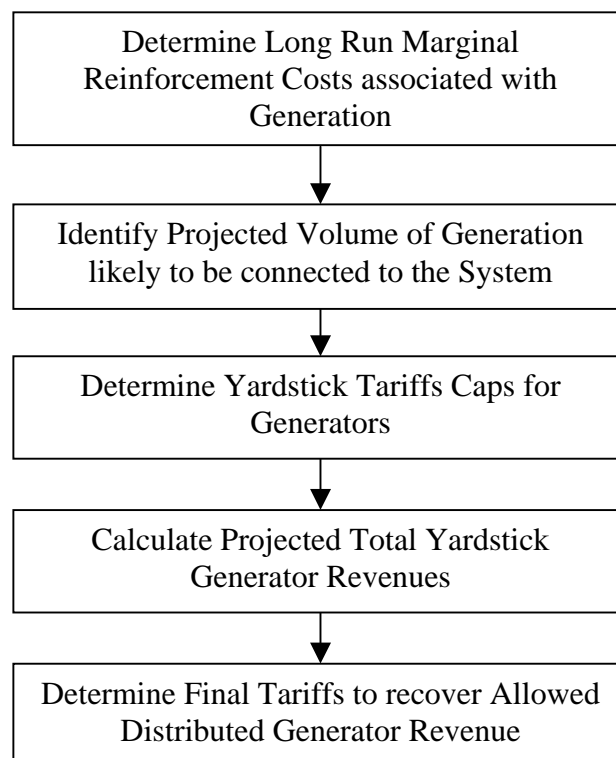 Determine Long Run Marginal
Reinforcement Costs associated with
Generation
Identify Projected Volume of Generation
likely to be connected to the System
Determine Yardstick Tariffs Caps for
Generators
Calculate Projected Total Yardstick
Generator Revenues
Determine Final Tariffs to recover Allowed
Distributed Generator Revenue